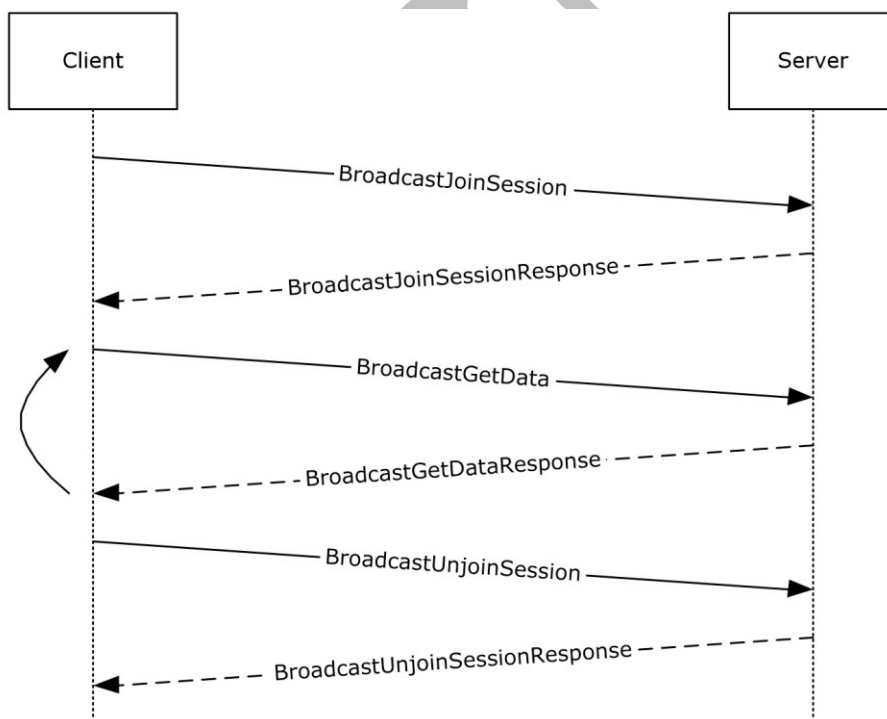 Client
Server
BroadcastJoinSession
BroadcastJoinSessionResponse
BroadcastGetData
BroadcastGetDataResponse
BroadcastUnjoinSession
BroadcastUnjoinSessionResponse